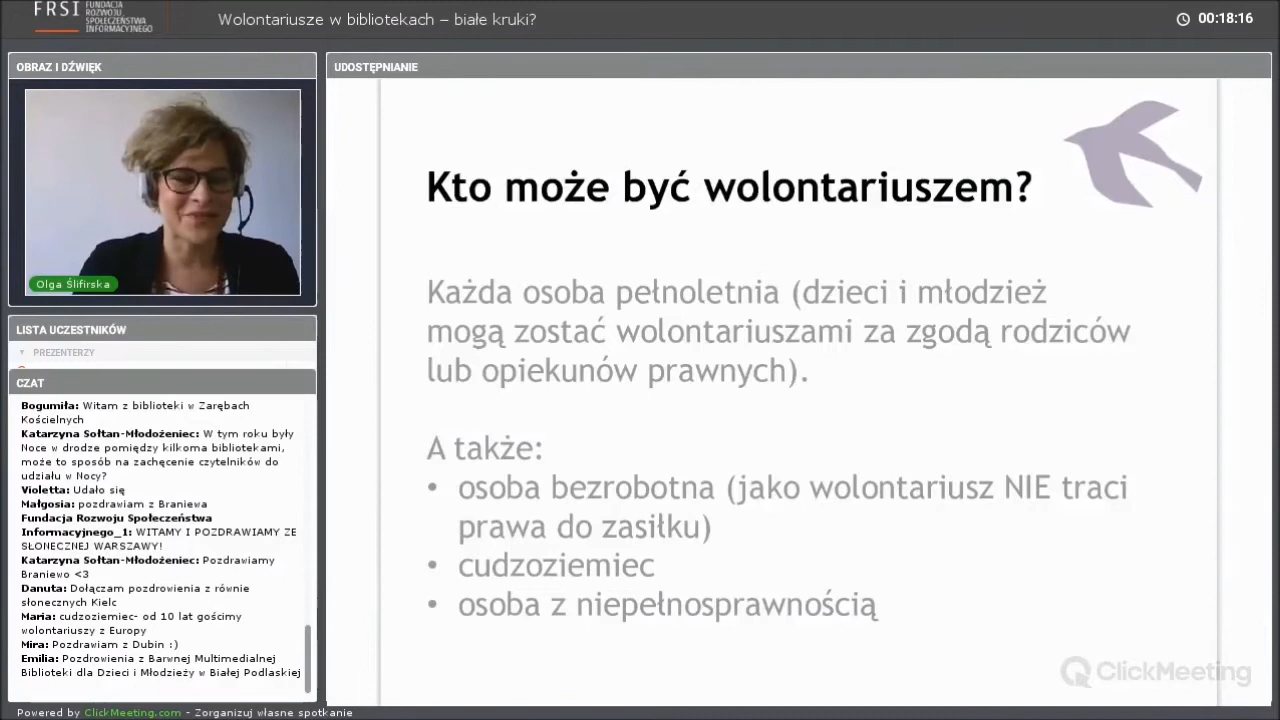 FRSI
FUNDACJA
ROZWOJU
SPOŁECZEŃSTWA
INFORMACYJNEGO
Wolontariusze w bibliotekach – białe kruki?
00:18:16
OBRAZ I DŹWIĘK
Olga Ślifirska
LISTA UCZESTNIKÓW
PREZENTERZY
CZAT
Bogumiła: Witam z biblioteki w Zarębach
Kościelnych
Katarzyna Sołtan-Młodożeniec: W tym roku były
Noce w drodze pomiędzy kilkoma bibliotekami,
może to sposób na zachęcenie czytelników do
udziału w Nocy?
Violetta: Udało się
Małgosia: pozdrawiam z Braniewa
Fundacja Rozwoju Społeczeństwa
Informacyjnego_1: WITAMY I POZDRAWIAMY ZE
SŁONECZNEJ WARSZAWY!
Katarzyna Sołtan-Młodożeniec: Pozdrawiamy
Braniewo <3
Danuta: Dołączam pozdrowienia z równie
słonecznych Kielc
Maria: cudzoziemiec- od 10 lat gościmy
wolontariuszy z Europy
Mira: Pozdrawiam z Dubin :)
Emilia: Pozdrowienia z Barwnej Multimedialnej
Biblioteki dla Dzieci i Młodzieży w Białej Podlaskiej
UDOSTĘPNIANIE
Kto może być wolontariuszem?
Każda osoba pełnoletnia (dzieci i młodzież
mogą zostać wolontariuszami za zgodą rodziców
lub opiekunów prawnych).
A także:
• osoba bezrobotna (jako wolontariusz NIE traci
prawa do zasiłku)
• cudzoziemiec
• osoba z niepełnosprawnością
ClickMeeting
Powered by ClickMeeting.com - Zorganizuj własne spotkanie